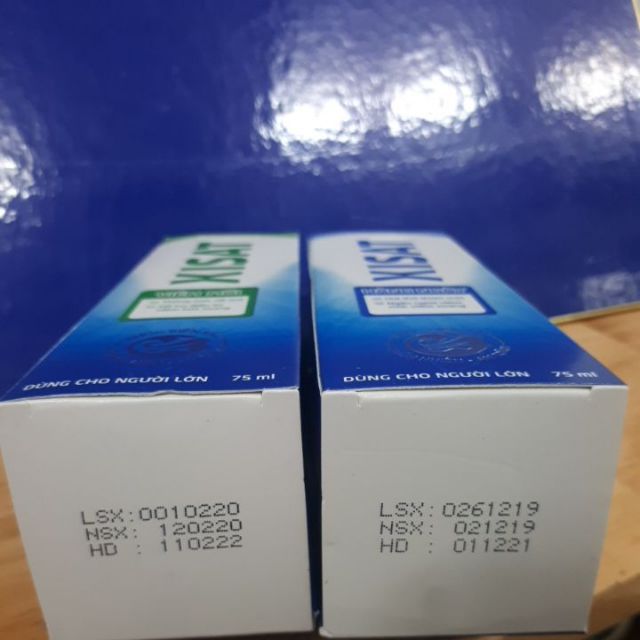 XISAT
DÙNG CHO NGƯỜI LỚN 75 ml
LSX:0010220
NSX: 120220
HD : 110222
XISAT
DÙNG CHO NGƯỜI LỚN 75 ml
LSX:0261219
NSX: 021219
HD : 011221